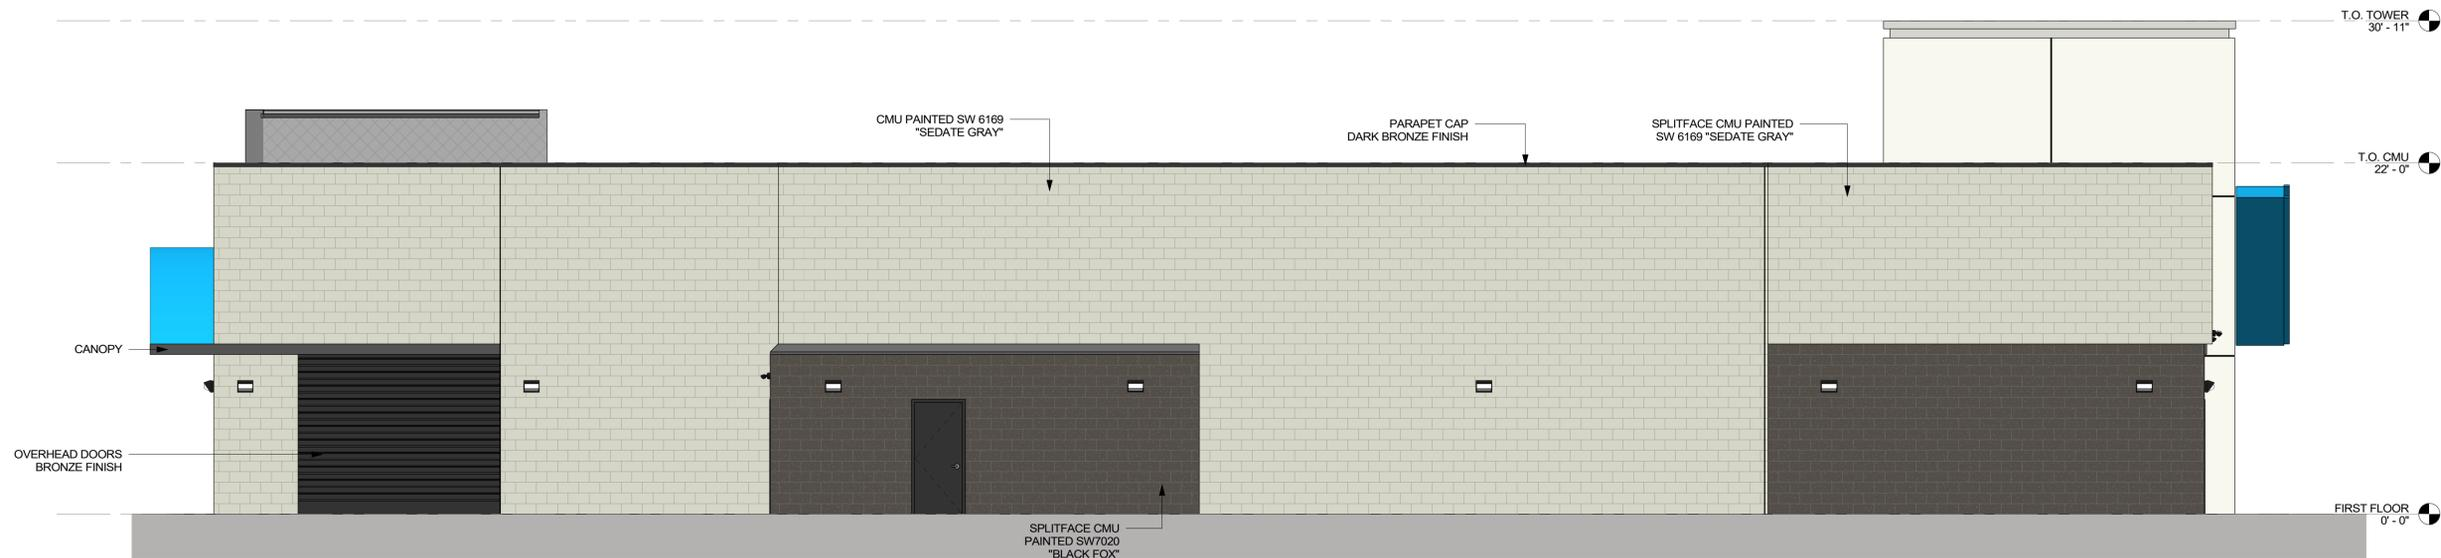 T.O. TOWER
30' - 11"
CMU PAINTED SW 6169
"SEDATE GRAY"
PARAPET CAP
DARK BRONZE FINISH
SPLITFACE CMU PAINTED
SW 6169 "SEDATE GRAY"
T.O. CMU
22' - 0"
CANOPY
OVERHEAD DOORS
BRONZE FINISH
FIRST FLOOR
0' - 0"
SPLITFACE CMU
PAINTED SW7020
"BLACK FOX"